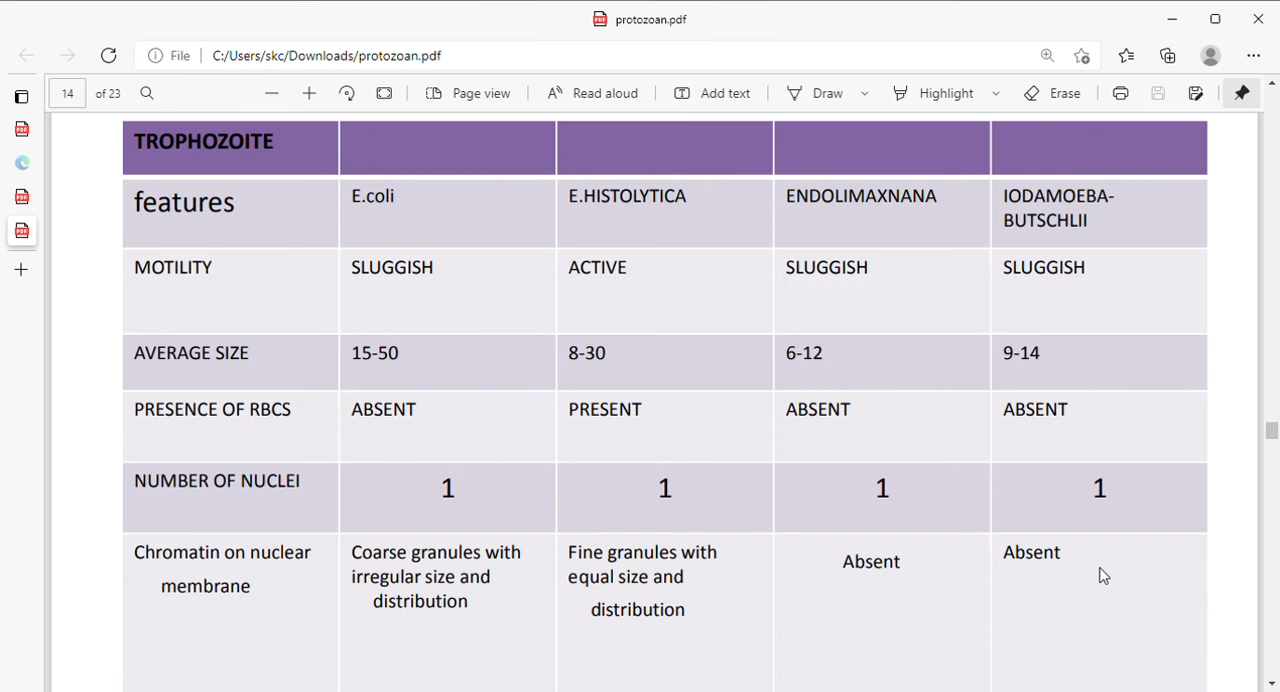 protozoan.pdf
File C:/Users/skc/Downloads/protozoan.pdf
14 of 23 Page view Read aloud Add text Draw Highlight Erase
TROPHOZOITE
features E.coli E.HISTOLYTICA ENDOLIMAXNANA IODAMOEBA-
BUTSCHLII
MOTILITY SLUGGISH ACTIVE SLUGGISH SLUGGISH
AVERAGE SIZE 15-50 8-30 6-12 9-14
PRESENCE OF RBCS ABSENT PRESENT ABSENT ABSENT
NUMBER OF NUCLEI 1 1 1 1
Chromatin on nuclear Coarse granules with Fine granules with Absent Absent
membrane irregular size and equal size and
distribution distribution